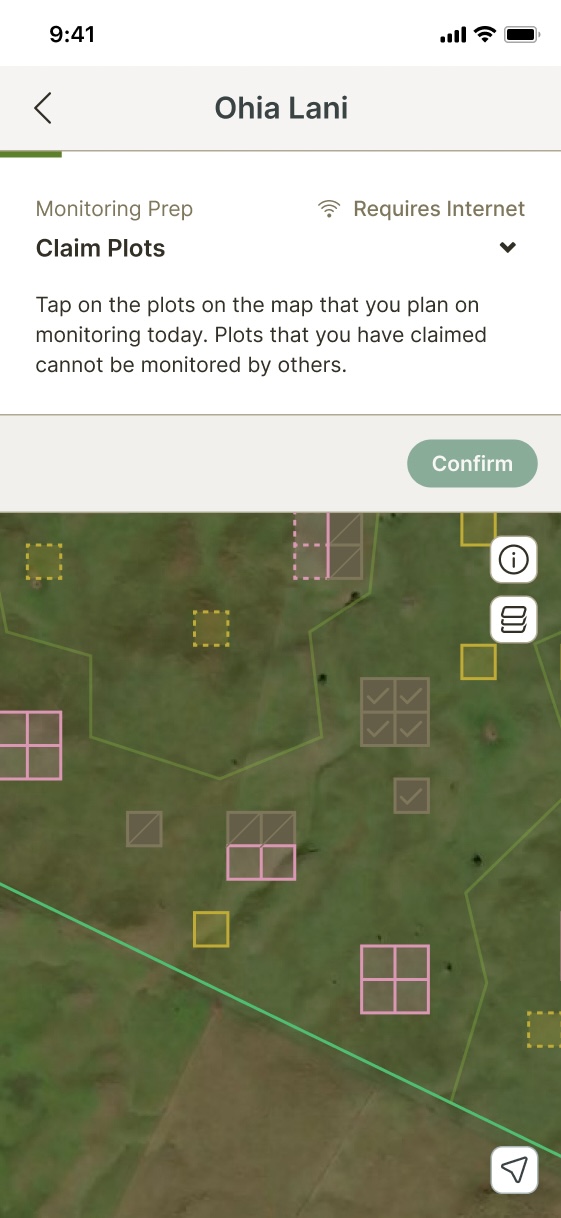 9:41
Ohia Lani
Monitoring Prep
Requires Internet
Claim Plots
Tap on the plots on the map that you plan on
monitoring today. Plots that you have claimed
cannot be monitored by others.
Confirm